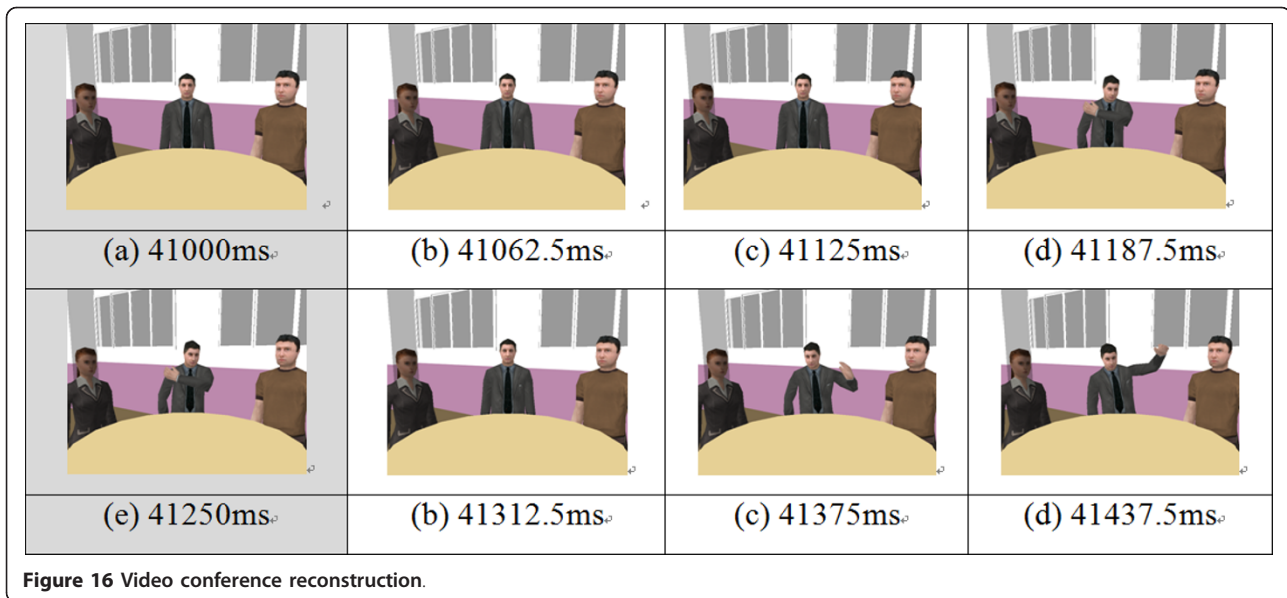 (a) 41000ms (b) 41062.5ms (c) 41125ms (d) 41187.5ms
(e) 41250ms (b) 41312.5ms (c) 41375ms (d) 41437.5ms
Figure 16 Video conference reconstruction.